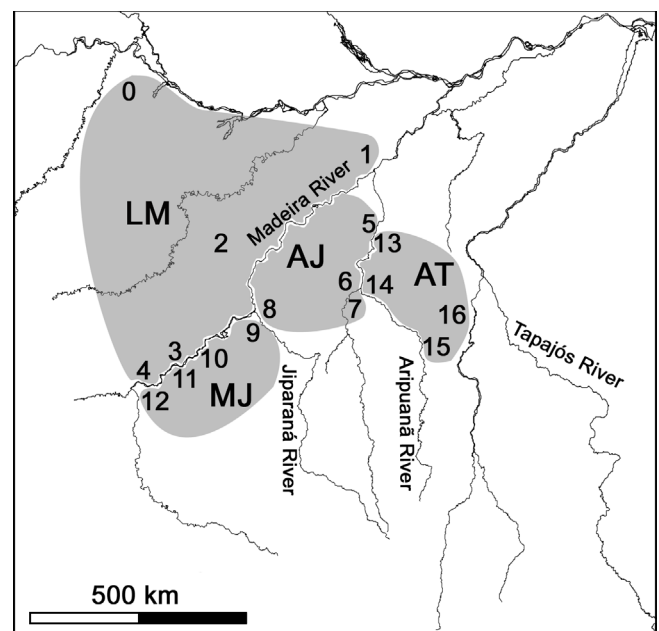 0
1
Madeira River
LM
2
5
13
AJ
AT
6
14
7
8
16
9
3
10
15
4
11
12
MJ
Jiparaná River
Aripuanã River
Tapajós River
500 km